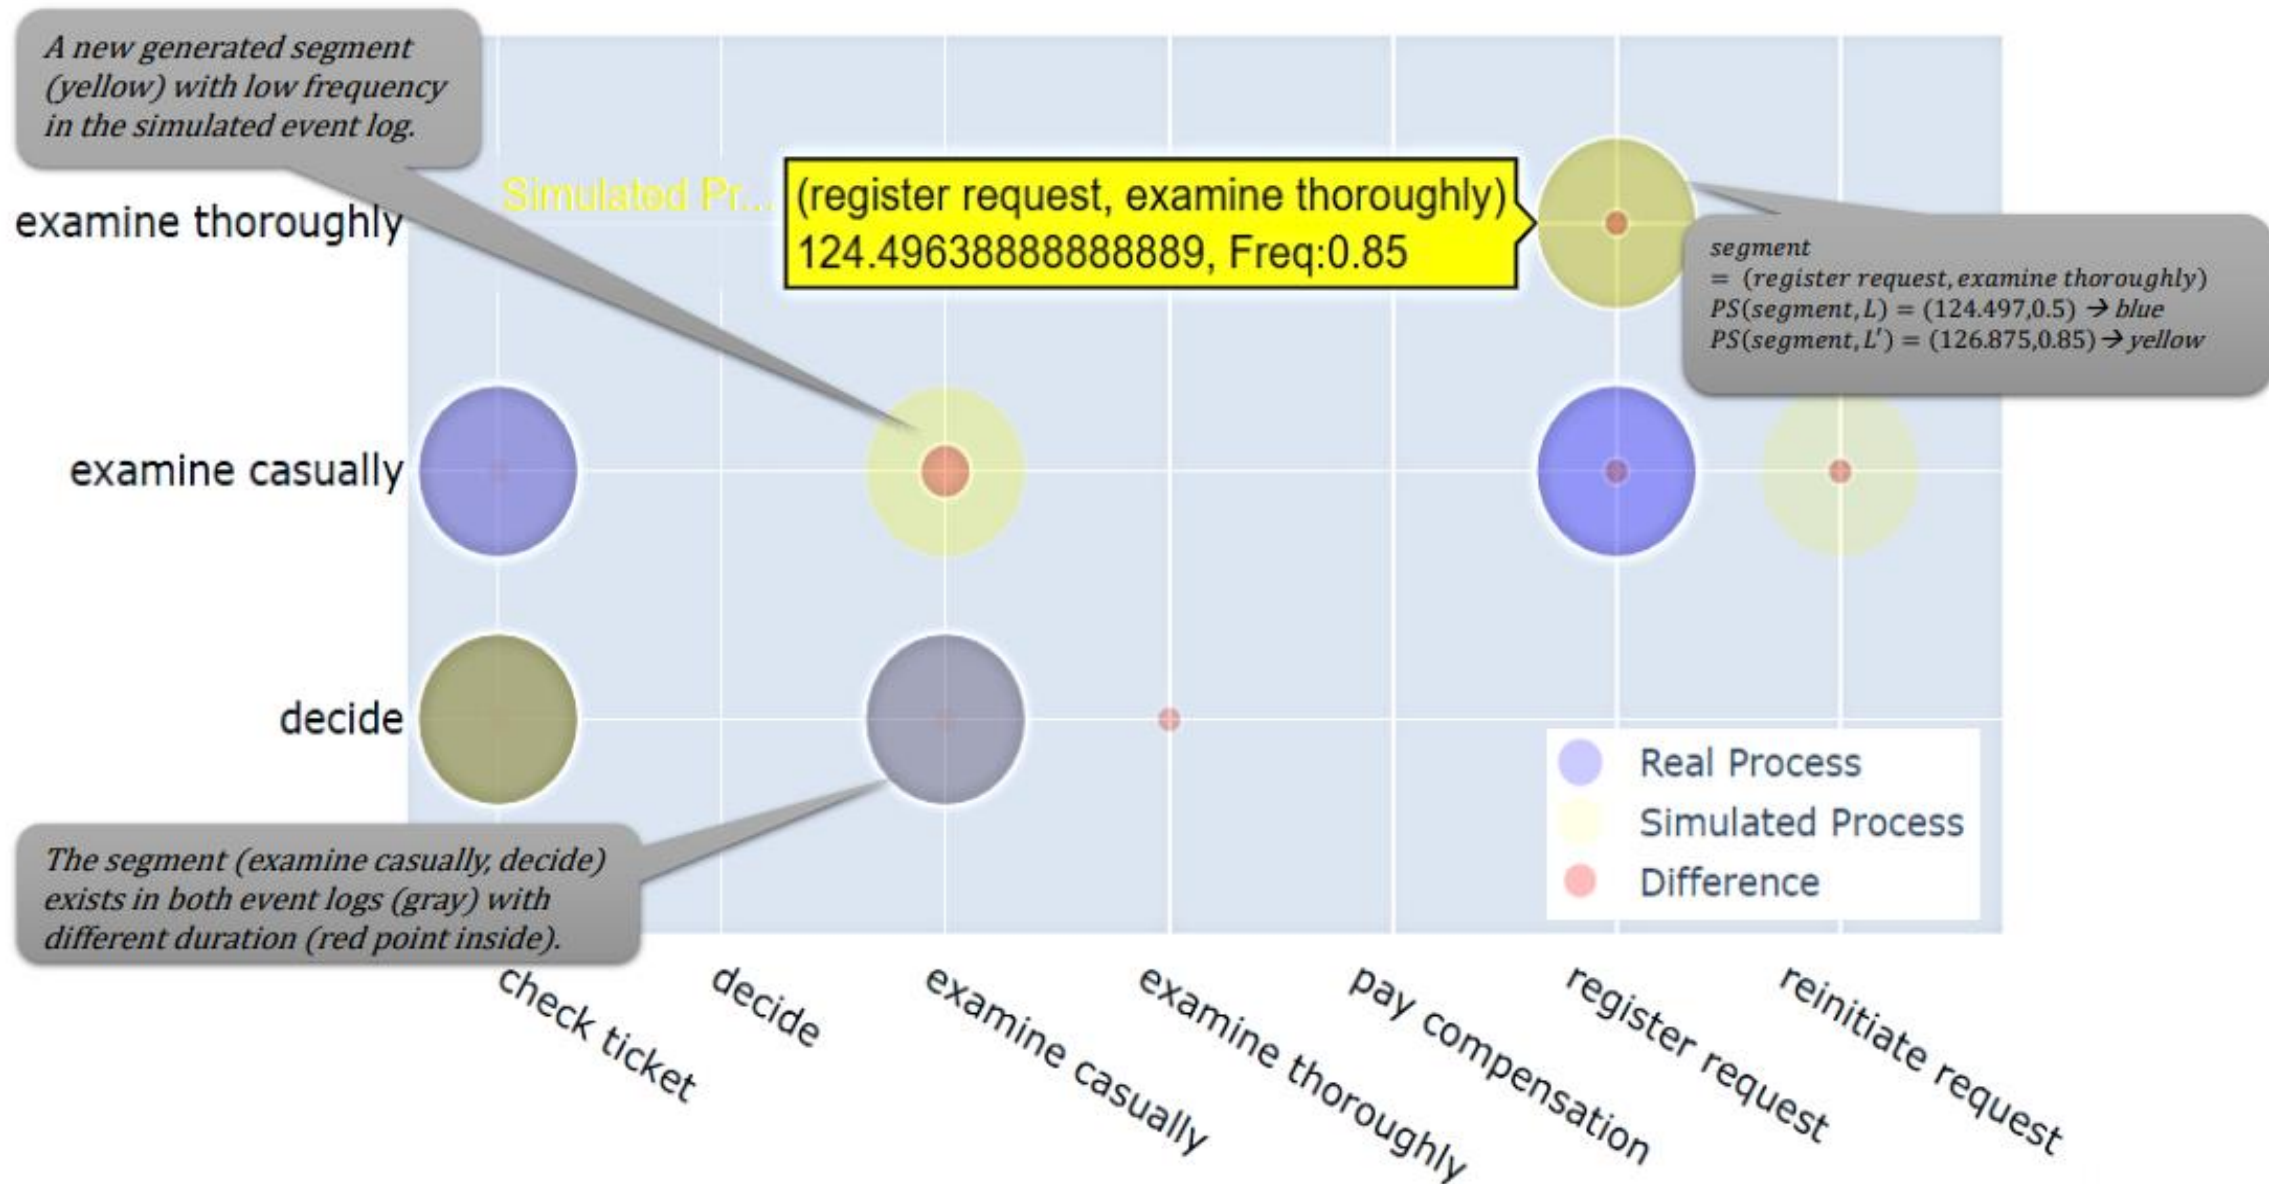 A new generated segment
(yellow) with low frequency
in the simulated event log.
Simulated Pr...
(register request, examine thoroughly)
124.49638888888889, Freq:0.85
segment
= (register request, examine thoroughly)
PS(segment, L) = (124.497,0.5) → blue
PS(segment, L′) = (126.875,0.85) → yellow
examine thoroughly
examine casually
decide
Real Process
Simulated Process
Difference
The segment (examine casually, decide)
exists in both event logs (gray) with
different duration (red point inside).
check ticket
decide
examine casually
examine thoroughly
pay compensation
register request
reinitiate request